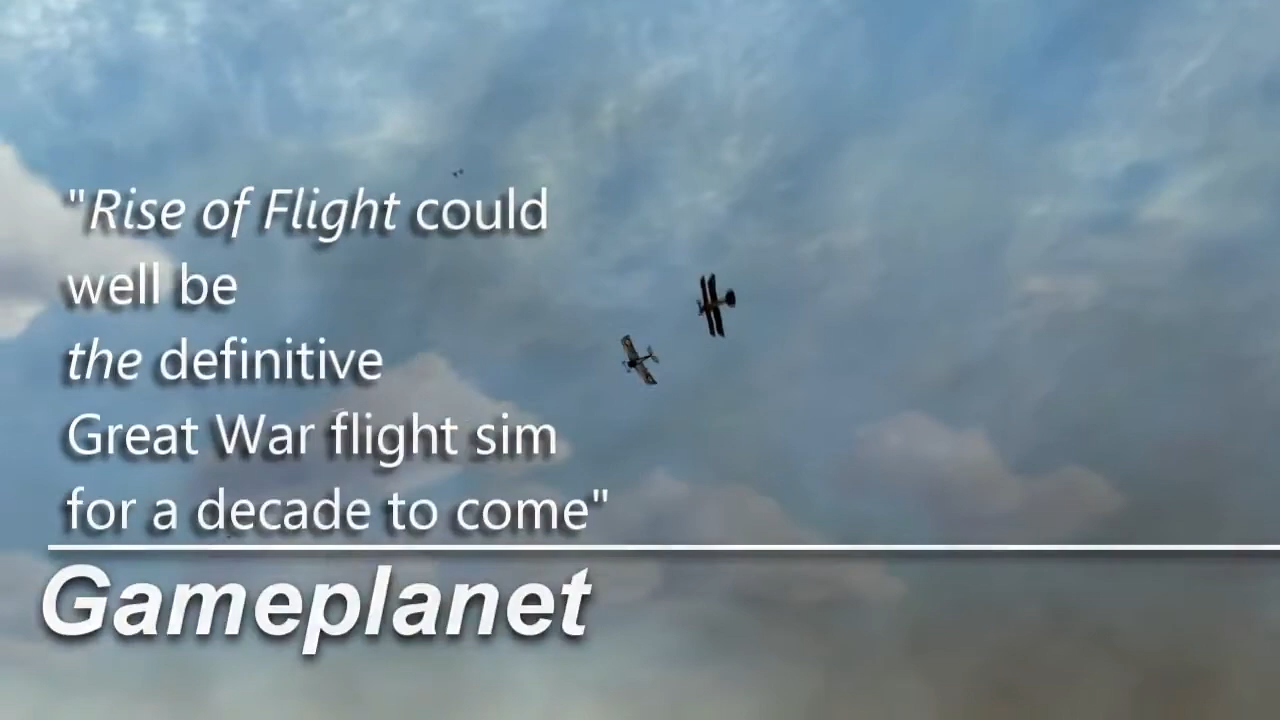 "Rise of Flight could
well be
the definitive
Great War flight sim
for a decade to come"
Gameplanet